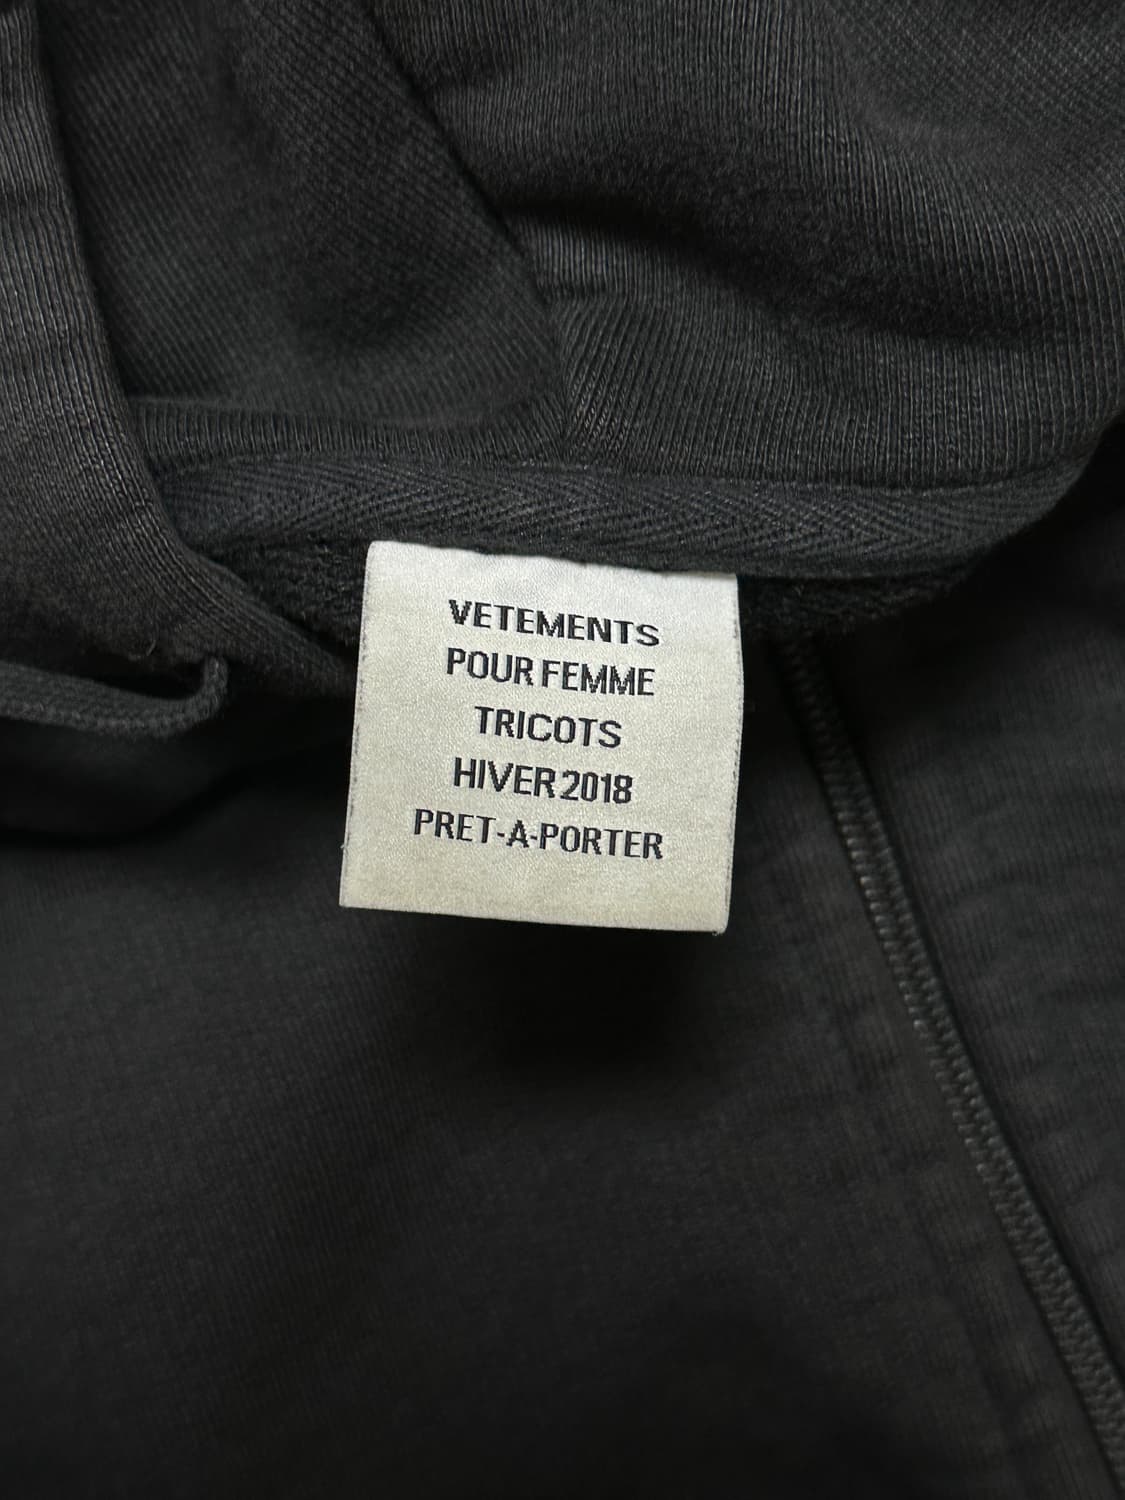 VETEMENTS
POUR FEMME
TRICOTS
HIVER 2018
PRET-A-PORTER